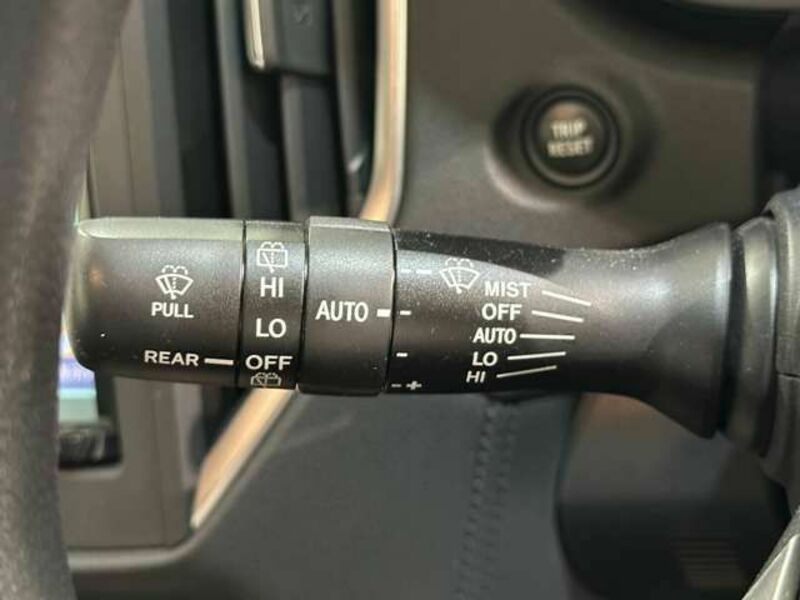 TRIP
RESET
PULL
REAR
HI
LO
OFF
AUTO
- +
MIST
OFF
AUTO
LO
HI